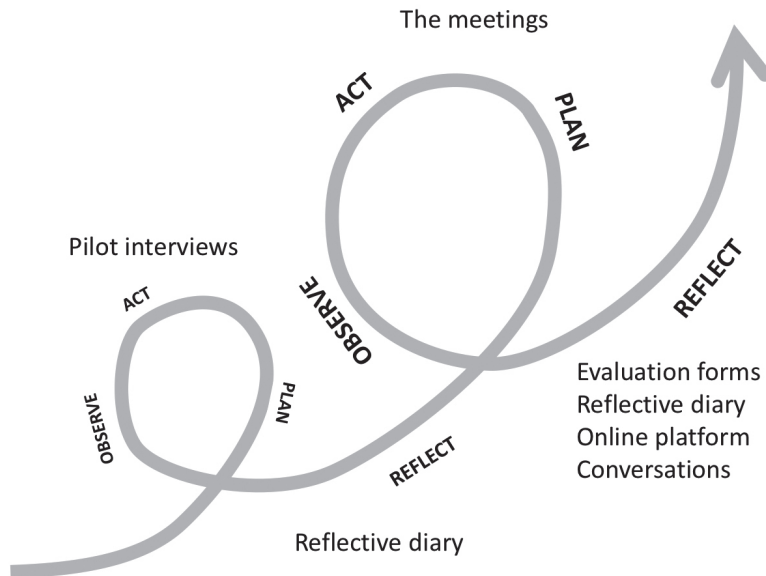 The meetings
ACT
PLAN
OBSERVE
REFLECT
Pilot interviews
ACT
PLAN
OBSERVE
REFLECT
Evaluation forms
Reflective diary
Online platform
Conversations
Reflective diary